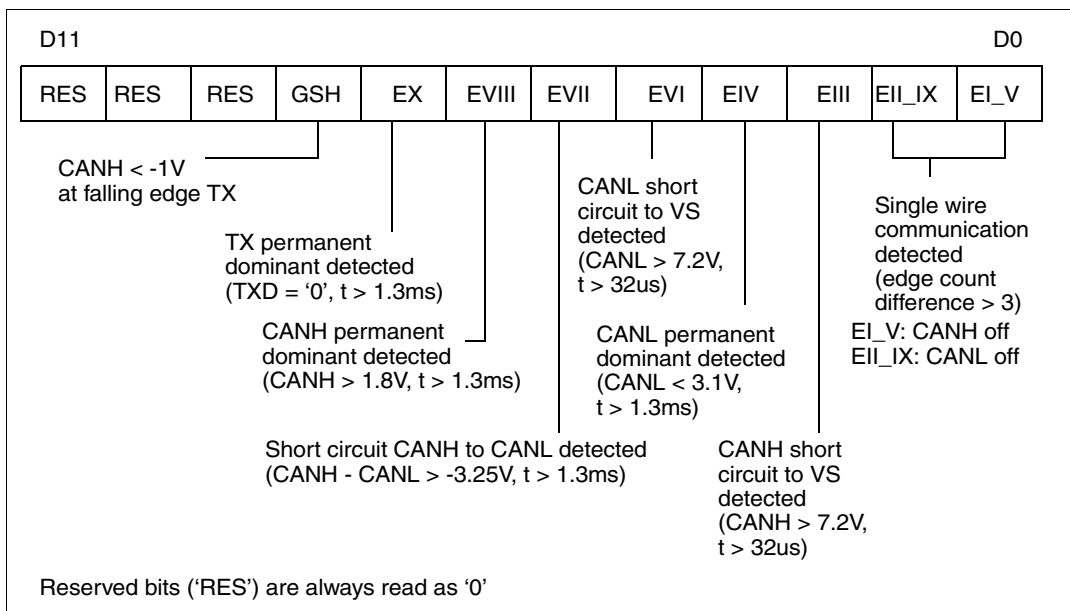 D11 D0
RES RES RES GSH EX EVIII EVII EVI EIV EIII EII_IX EI_V
CANH < -1V
at falling edge TX
TX permanent
dominant detected
(TXD = ‘0’, t > 1.3ms)
CANH permanent
dominant detected
(CANH > 1.8V, t > 1.3ms)
Short circuit CANH to CANL detected
(CANH - CANL > -3.25V, t > 1.3ms)
CANL short
circuit to VS
detected
(CANL > 7.2V,
t > 32us)
CANL permanent
dominant detected
(CANL < 3.1V,
t > 1.3ms)
CANH short
circuit to VS
detected
(CANH > 7.2V,
t > 32us)
Single wire
communication
detected
(edge count
difference > 3)
EI_V: CANH off
EII_IX: CANL off
Reserved bits (‘RES’) are always read as ‘0’